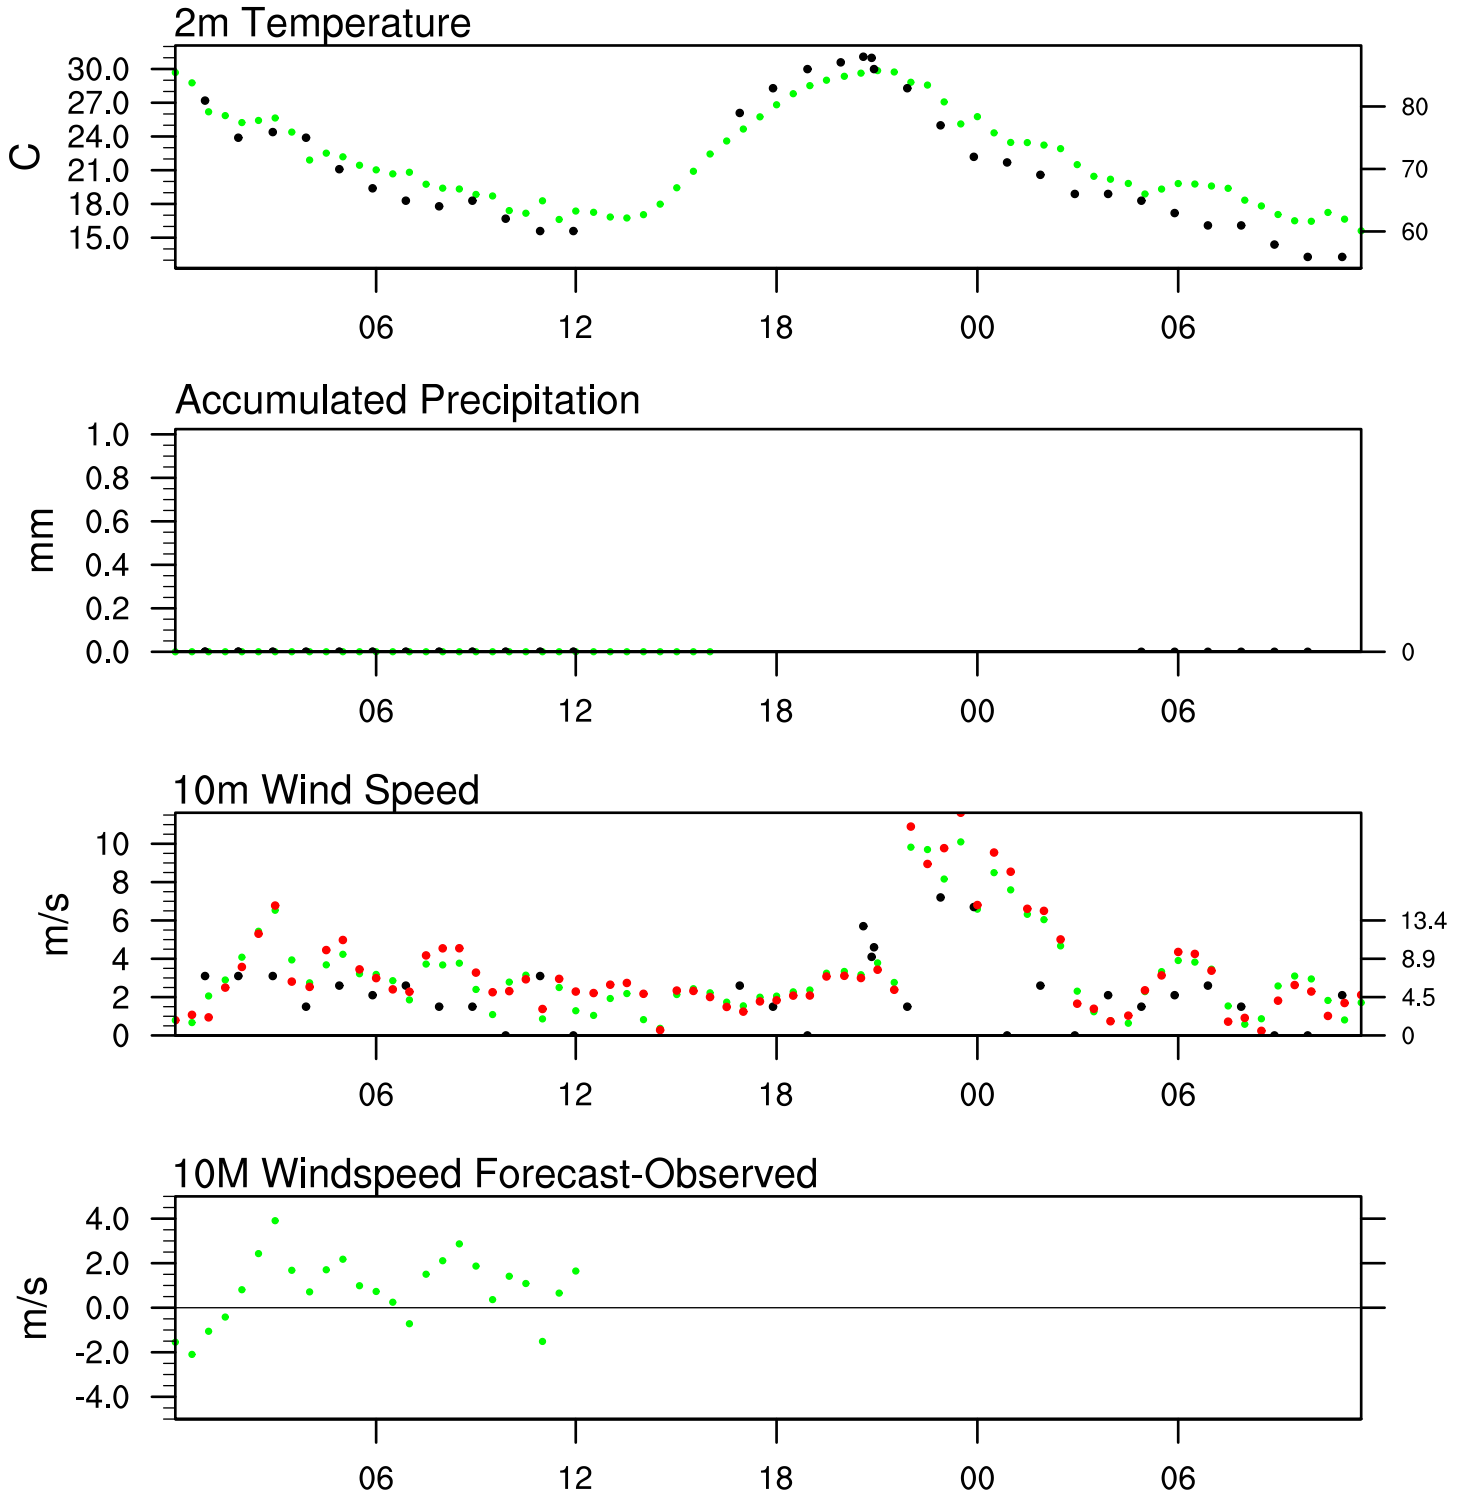 2m Temperature
30.0
27.0
24.0
21.0
18.0
15.0
C
80
70
60
06 12 18 00 06
Accumulated Precipitation
1.0
0.8
0.6
0.4
0.2
0.0
mm
0
06 12 18 00 06
10m Wind Speed
10
8
6
4
2
0
m/s
13.4
8.9
4.5
0
06 12 18 00 06
10M Windspeed Forecast-Observed
4.0
2.0
0.0
-2.0
-4.0
m/s
06 12 18 00 06